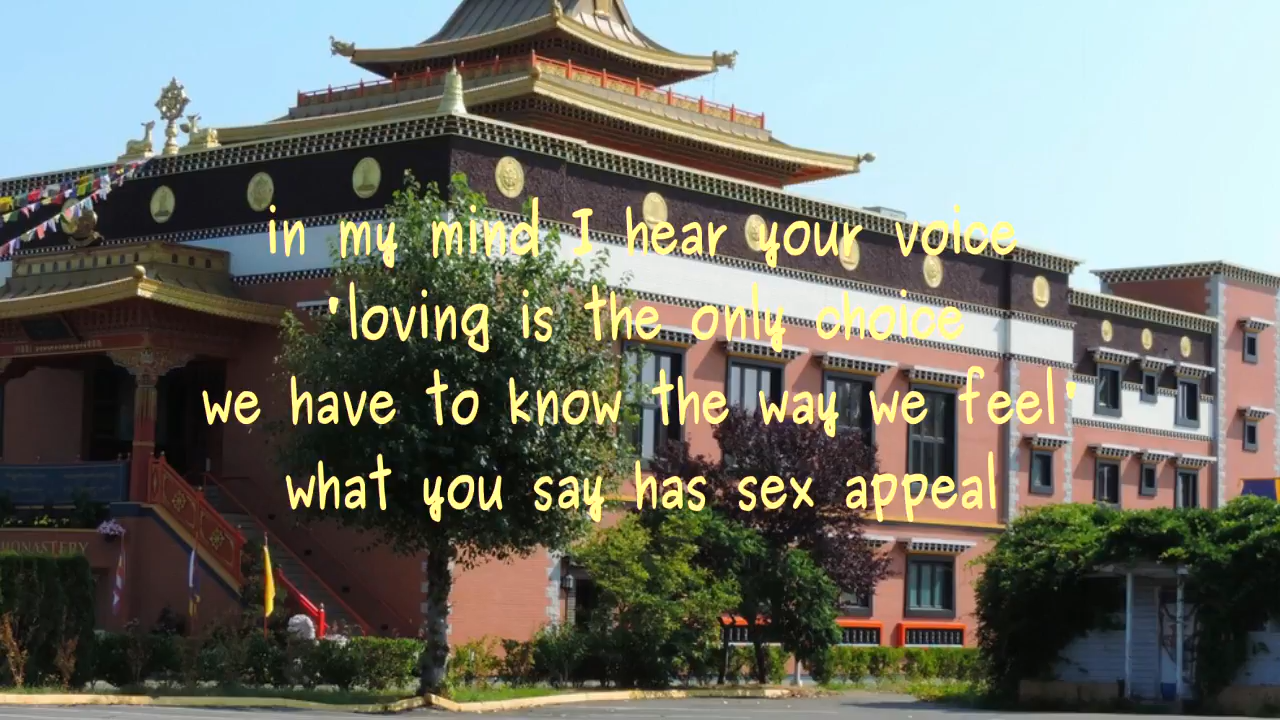 in my mind I hear your voice
"loving is the only choice
we have to know the way we feel"
what you say has sex appeal
MONASTERY